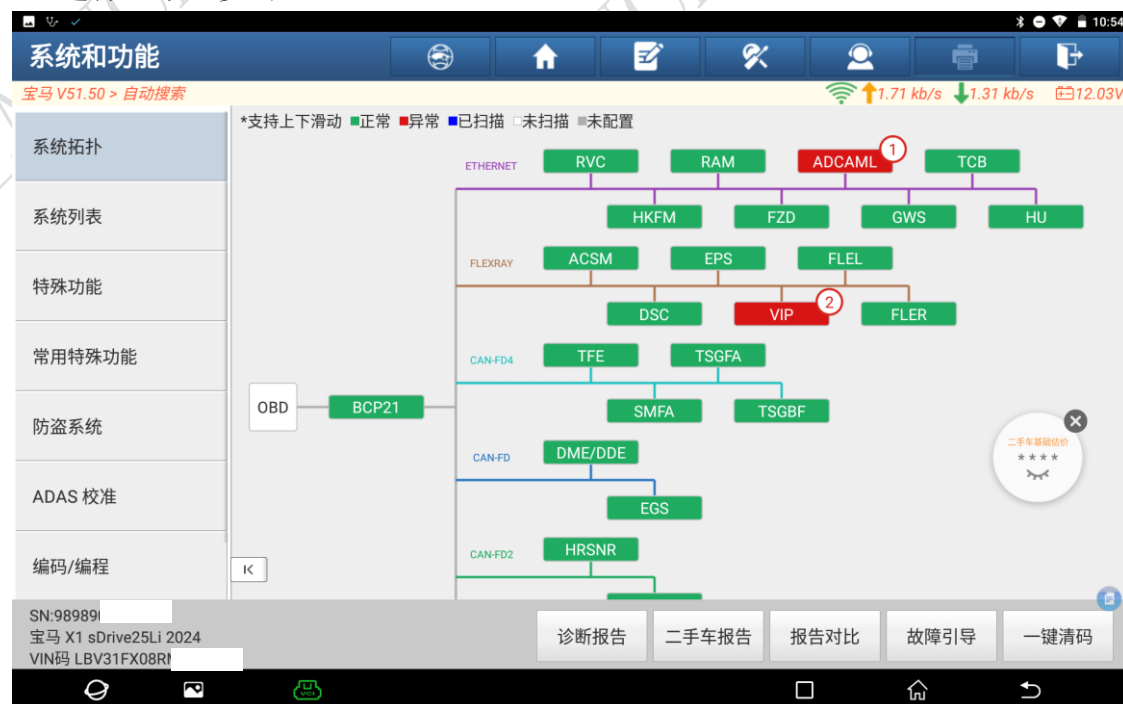 10:54
系统和功能
宝马 V51.50 > 自动搜索
1.71 kb/s 1.31 kb/s 12.03V
*支持上下滑动 ■正常 ■异常 ■已扫描 □未扫描 ■未配置
系统拓扑
系统列表
特殊功能
常用特殊功能
防盗系统
ADAS 校准
编码/编程
ETHERNET RVC RAM ADCAML 1 TCB
HKFM FZD GWS HU
FLEXRAY ACSM EPS FLEL
DSC VIP 2 FLER
CAN-FD4 TFE TSGFA
SMFA TSGBF
OBD BCP21
CAN-FD DME/DDE
EGS
CAN-FD2 HRSNR
二手车基础估价
****
SN:98989
宝马 X1 sDrive25Li 2024
VIN码 LBV31FX08R
诊断报告 二手车报告 报告对比 故障引导 一键清码
VCI